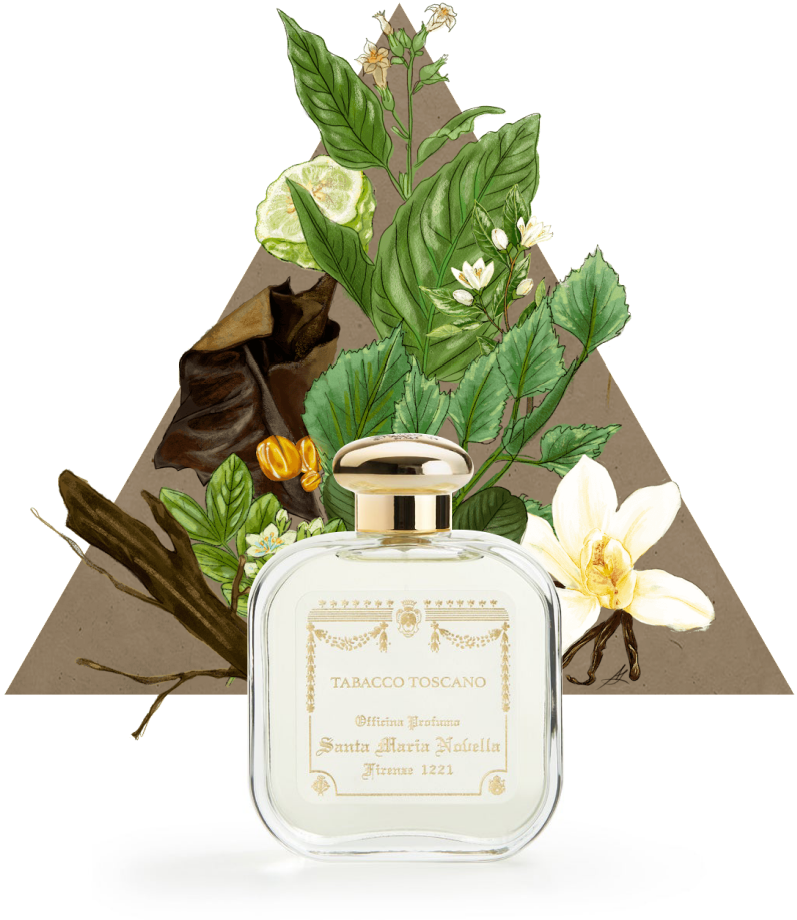 TABACCO TOSCANO
Officina Profumo
Santa Maria Novella
Firenze 1221